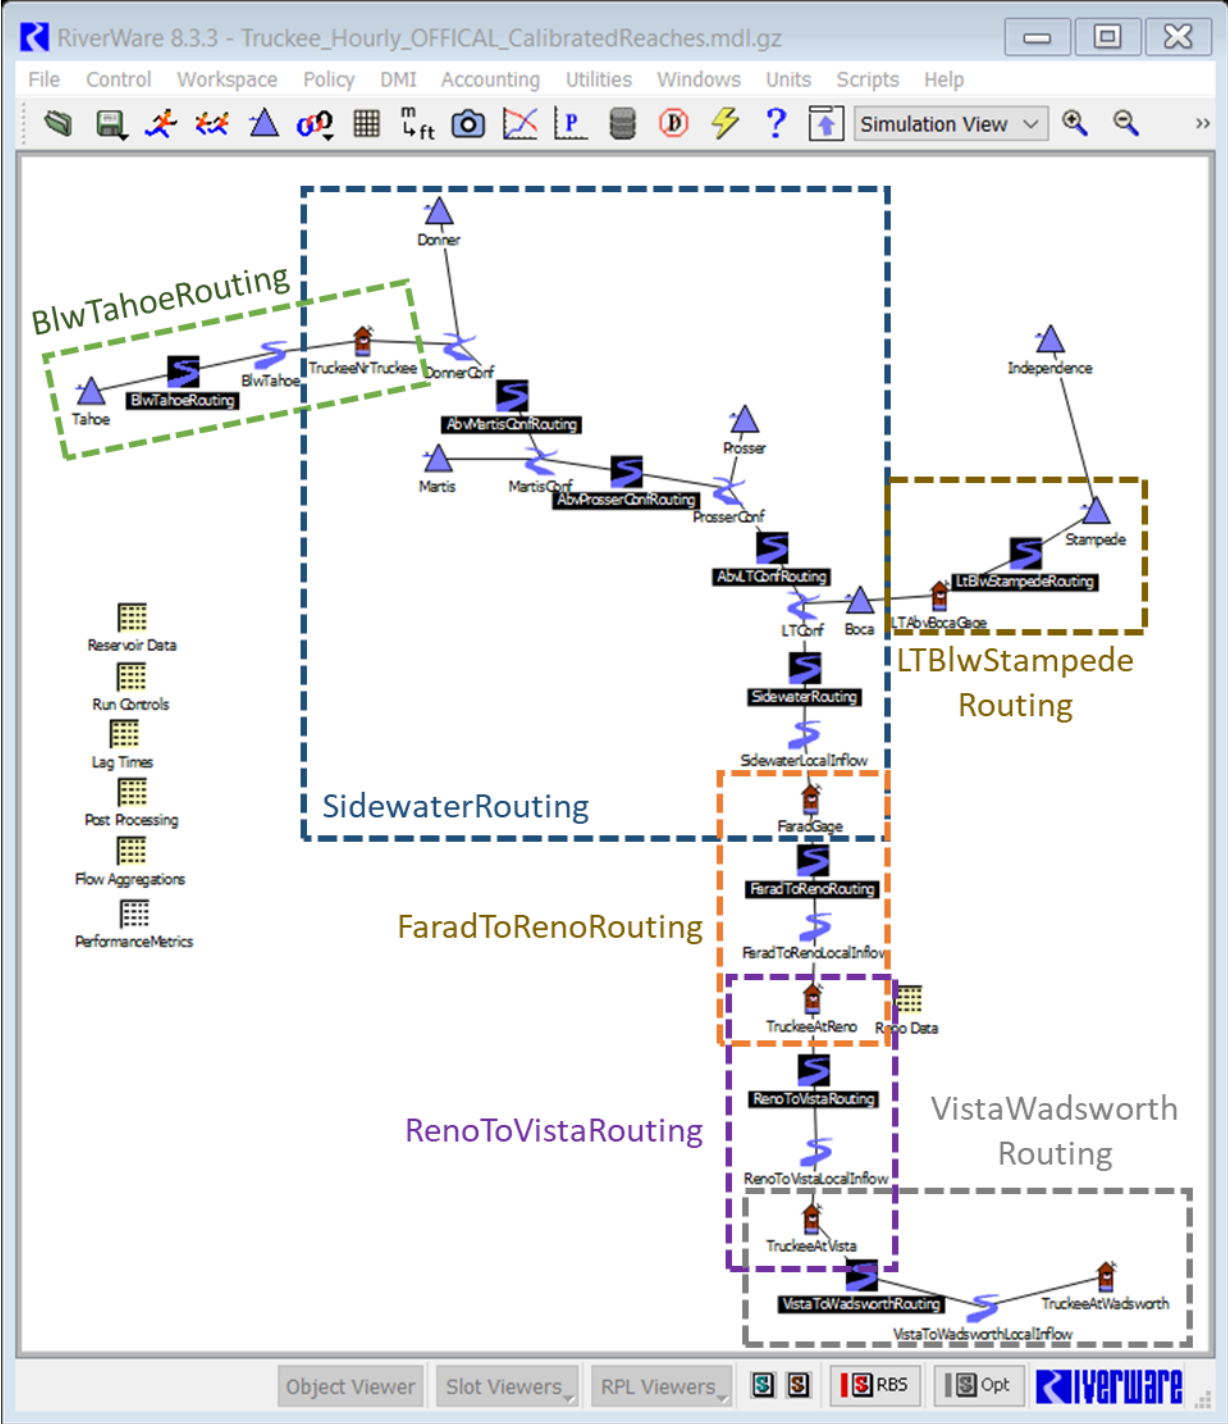 RiverWare 8.3.3 - Truckee_Hourly_OFFICAL_CalibratedReaches.mdl.gz
File Control Workspace Policy DMI Accounting Utilities Windows Units Scripts Help
m
ft
P
D
?
Simulation View
»
Donner
BlwTahoeRouting
TruckeeNrTruckee
DonnerConf
BlwTahoe
BlwTahoeRouting
Tahoe
Independence
AbvMartisConfRouting
Prosser
Martis
MartisConf
AbvProsserConfRouting
ProsserConf
Stampede
AbvLTConfRouting
LtBlwStampedeRouting
LTConf
Boca
LTAbvBocaGage
LTBlwStampede
Routing
Reservoir Data
SidewaterRouting
Run Controls
Lag Times
SidewaterLocalInflow
SidewaterRouting
Post Processing
FaradGage
Flow Aggregations
FaradToRenoRouting
FaradToRenoRouting
PerformanceMetrics
FaradToRenoLocalInflow
TruckeeAtReno
Reno Data
RenoToVistaRouting
RenoToVistaRouting
VistaWadsworth
Routing
RenoToVistaLocalInflow
TruckeeAtVista
VistaToWadsworthRouting
TruckeeAtWadsworth
VistaToWadsworthLocalInflow
Object Viewer Slot Viewers RPL Viewers S S S RBS S Opt Riverware